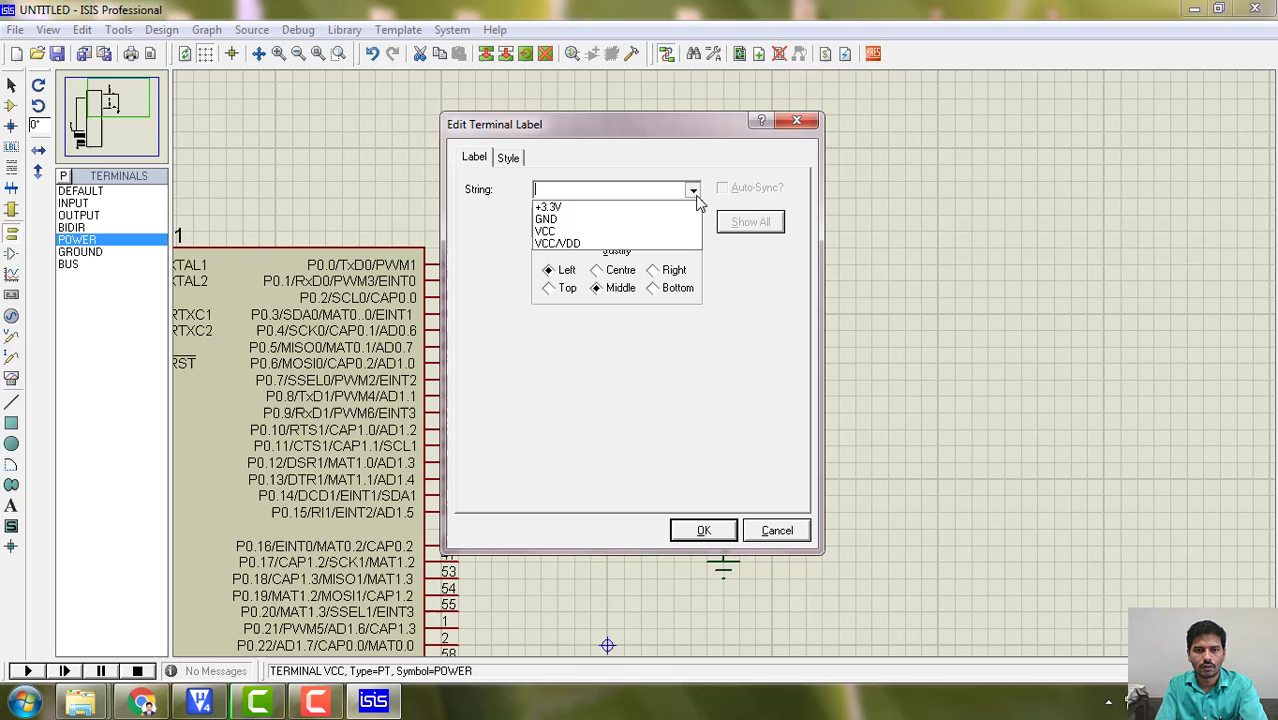 UNTITLED - ISIS Professional
File View Edit Tools Design Graph Source Debug Library Template System Help
0°
P TERMINALS
DEFAULT
INPUT
OUTPUT
BIDIR
POWER
GROUND
BUS
LBL
A
S
ARES
Edit Terminal Label
Label Style
String:
Auto-Sync?
+3.3V
GND
VCC
VCC/VDD
Show All
Justify
Left Centre Right
Top Middle Bottom
OK Cancel
1
XTAL1 P0.0/TxD0/PWM1
XTAL2 P0.1/RxD0/PWM3/EINT0
P0.2/SCL0/CAP0.0
RTXC1 P0.3/SDA0/MAT0..0/EINT1
RTXC2 P0.4/SCK0/CAP0.1/AD0.6
P0.5/MISO0/MAT0.1/AD0.7
RST P0.6/MOSI0/CAP0.2/AD1.0
P0.7/SSEL0/PWM2/EINT2
P0.8/TxD1/PWM4/AD1.1
P0.9/RxD1/PWM6/EINT3
P0.10/RTS1/CAP1.0/AD1.2
P0.11/CTS1/CAP1.1/SCL1
P0.12/DSR1/MAT1.0/AD1.3
P0.13/DTR1/MAT1.1/AD1.4
P0.14/DCD1/EINT1/SDA1
P0.15/RI1/EINT2/AD1.5
P0.16/EINT0/MAT0.2/CAP0.2
P0.17/CAP1.2/SCK1/MAT1.2
P0.18/CAP1.3/MISO1/MAT1.3 53
P0.19/MAT1.2/MOSI1/CAP1.2 54
P0.20/MAT1.3/SSEL1/EINT3 55
P0.21/PWM5/AD1.6/CAP1.3 1
P0.22/AD1.7/CAP0.0/MAT0.0 2
58
No Messages
TERMINAL VCC, Type=PT, Symbol=POWER
isis